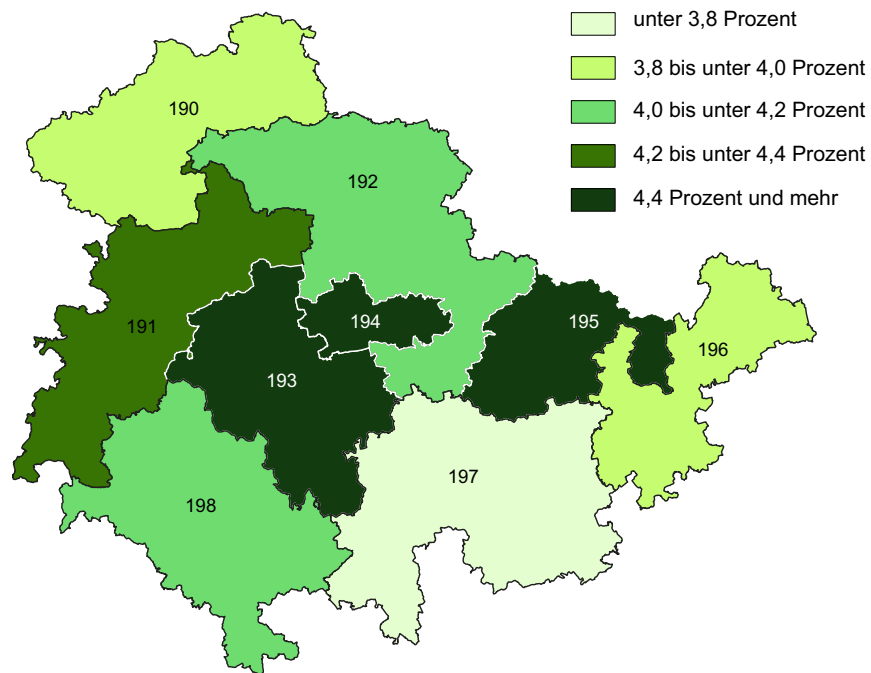 unter 3,8 Prozent
3,8 bis unter 4,0 Prozent
4,0 bis unter 4,2 Prozent
4,2 bis unter 4,4 Prozent
4,4 Prozent und mehr
190
192
191
194
195
196
193
197
198